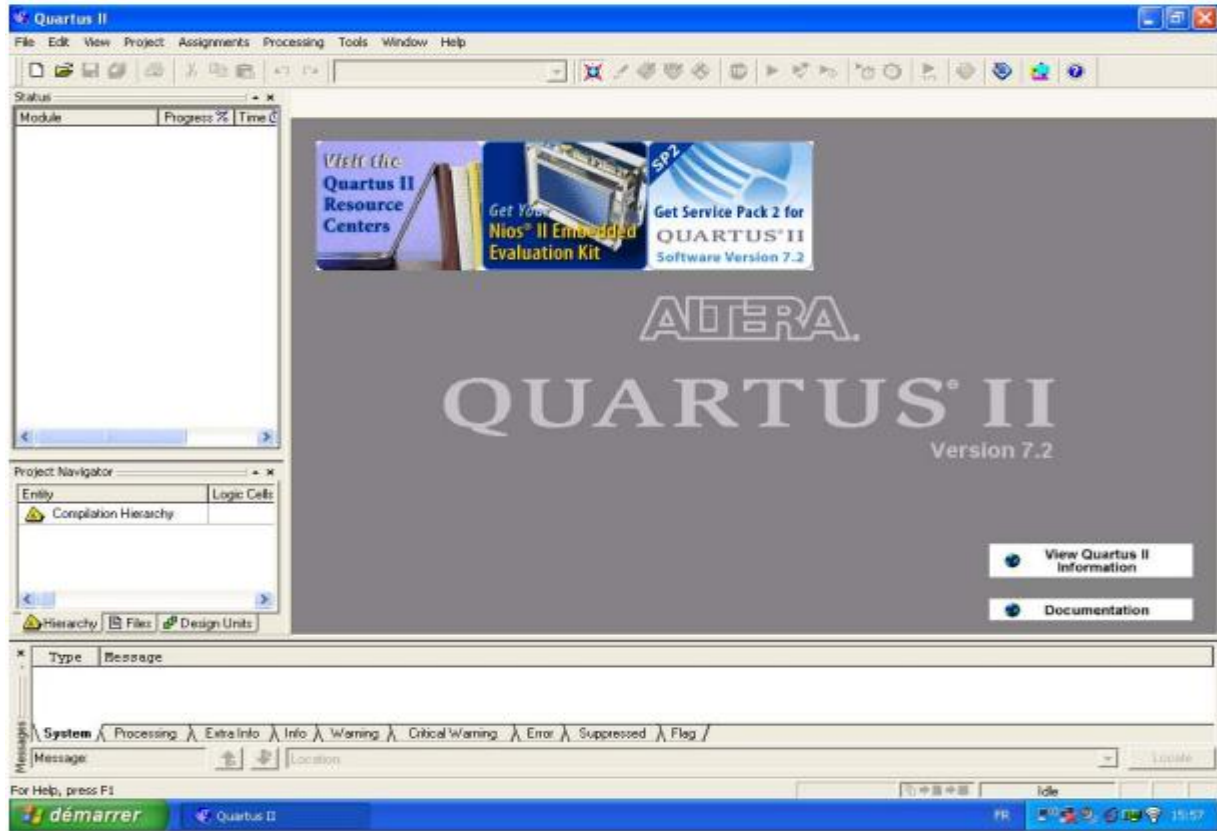 Quartus II
File Edit View Project Assignments Processing Tools Window Help
Status
Module Progress % Time
Visit the
Quartus II
Resource
Centers
Get Your
Nios® II Embedded
Evaluation Kit
SP2
Get Service Pack 2 for
QUARTUS® II
Software Version 7.2
ALTERA.
QUARTUS® II
Version 7.2
Project Navigator
Entity Logic Cells
Compilation Hierarchy
View Quartus II
Information
Documentation
Hierarchy Files Design Units
Type Message
Messages
System Processing Extra Info Info Warning Critical Warning Error Suppressed Flag
Message: Location Locate
For Help, press F1 Idle
démarrer Quartus II FR 15:57